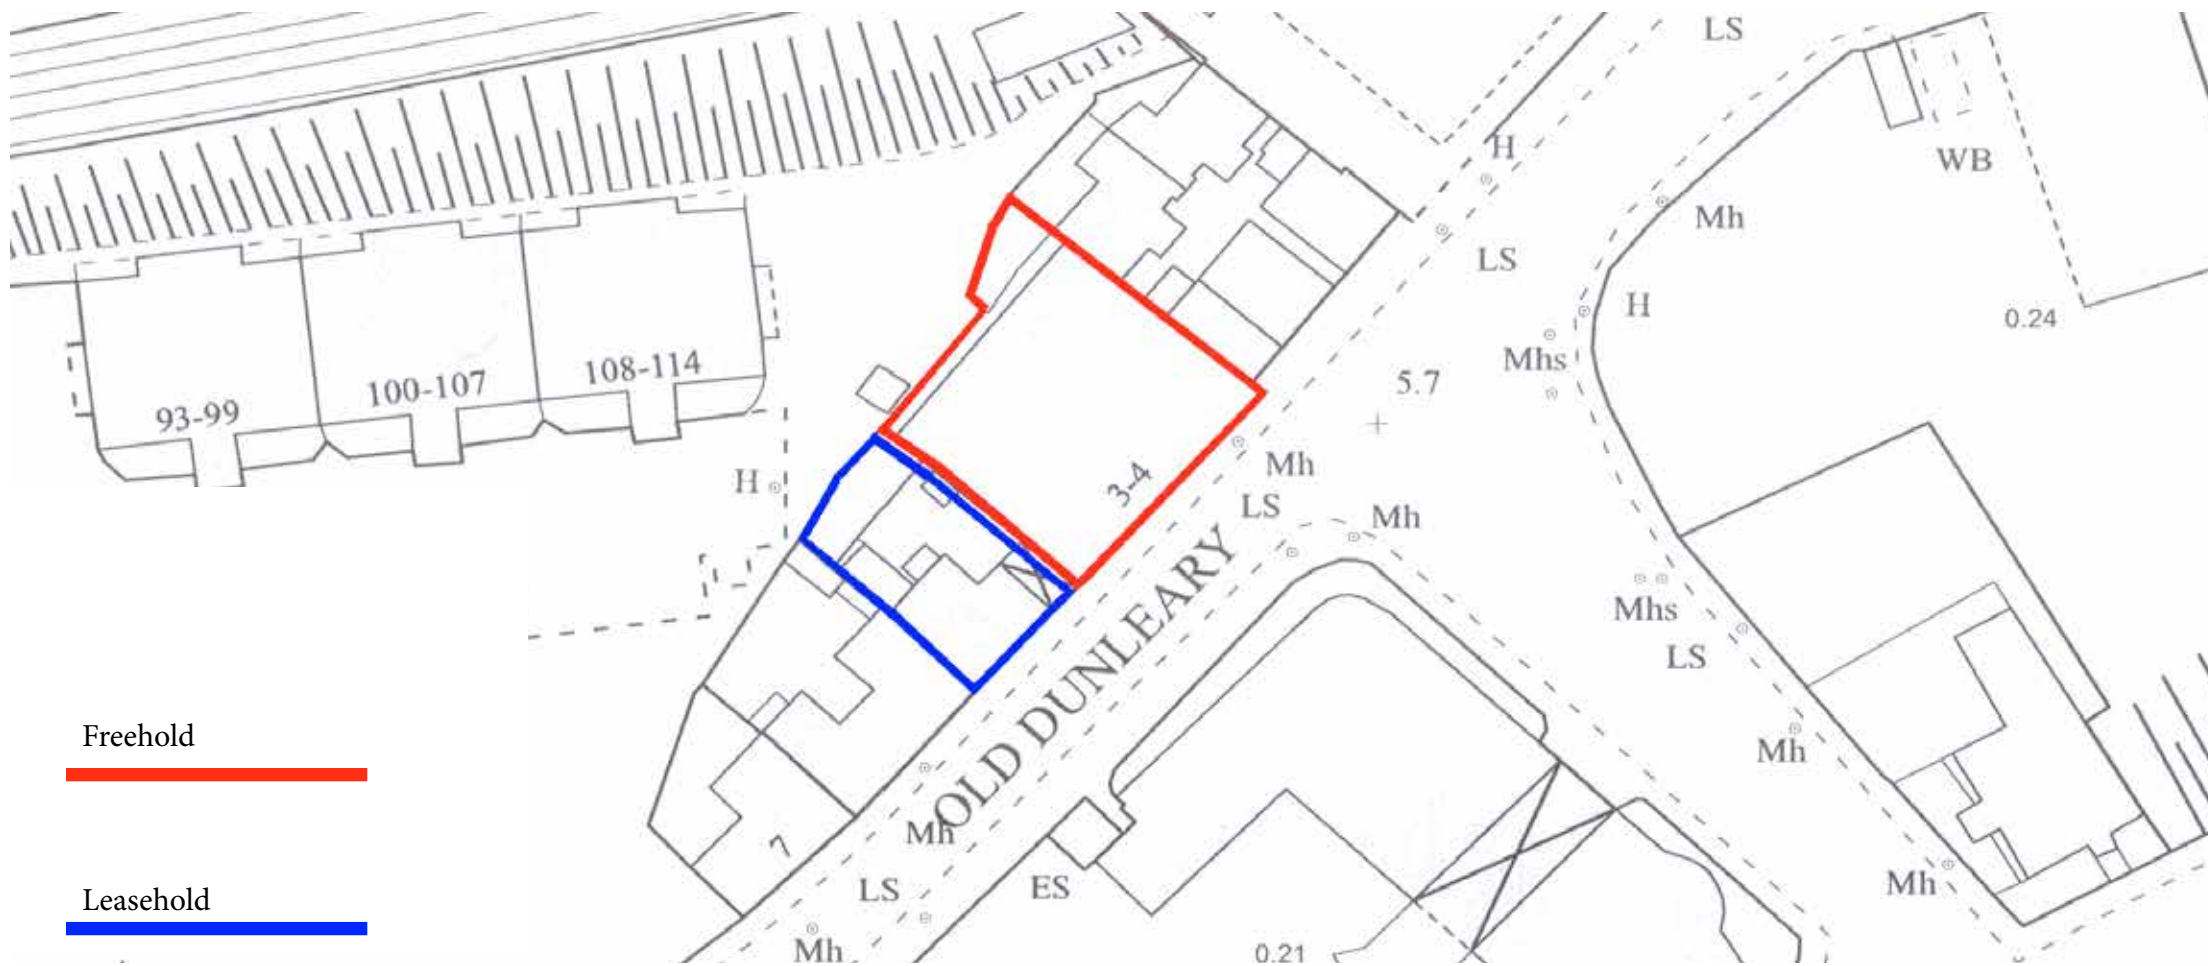 LS
H
WB
Mh
LS
H
0.24
Mhs
5.7
108-114
100-107
93-99
Mh
3-4
H
LS
Mh
OLD DUNLEARY
Mhs
LS
Freehold
Mh
Mh
7
Leasehold
LS
ES
Mh
Mh
0.21